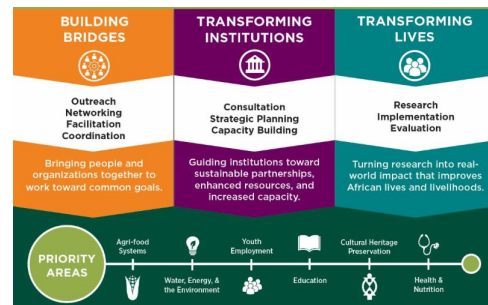 BUILDING
BRIDGES
Outreach
Networking
Facilitation
Coordination
Bringing people and
organizations together to
work toward common goals.
TRANSFORMING
INSTITUTIONS
Consultation
Strategic Planning
Capacity Building
Guiding institutions toward
sustainable partnerships,
enhanced resources, and
increased capacity.
TRANSFORMING
LIVES
Research
Implementation
Evaluation
Turning research into real-
world impact that improves
African lives and livelihoods.
PRIORITY
AREAS
Agri-food
Systems
Water, Energy, &
the Environment
Youth
Employment
Education
Cultural Heritage
Preservation
Health &
Nutrition